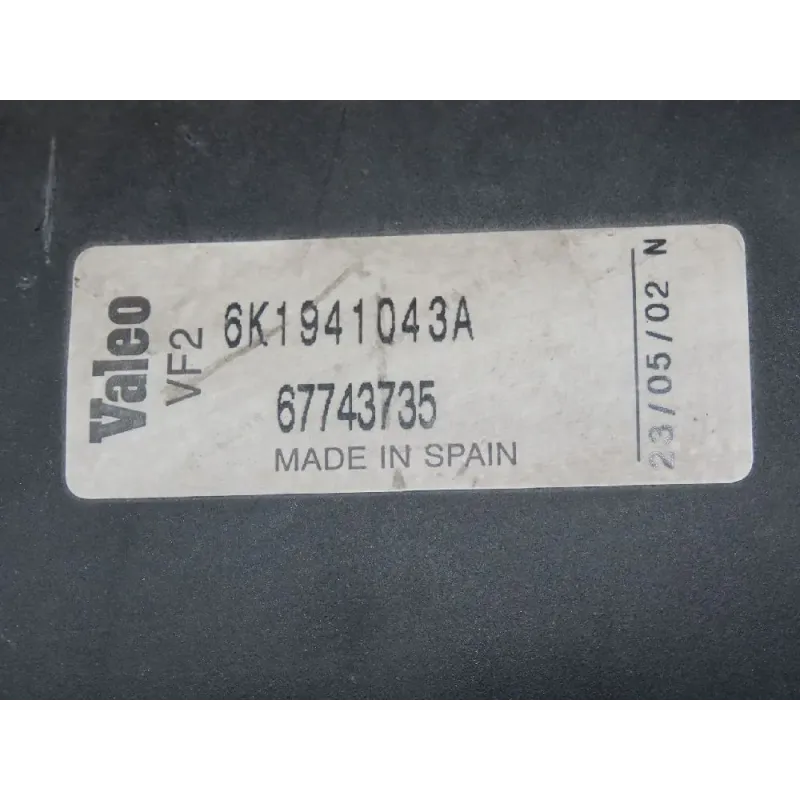 Valeo
VF2
6K1941043A
67743735
MADE IN SPAIN
23/05/02 N